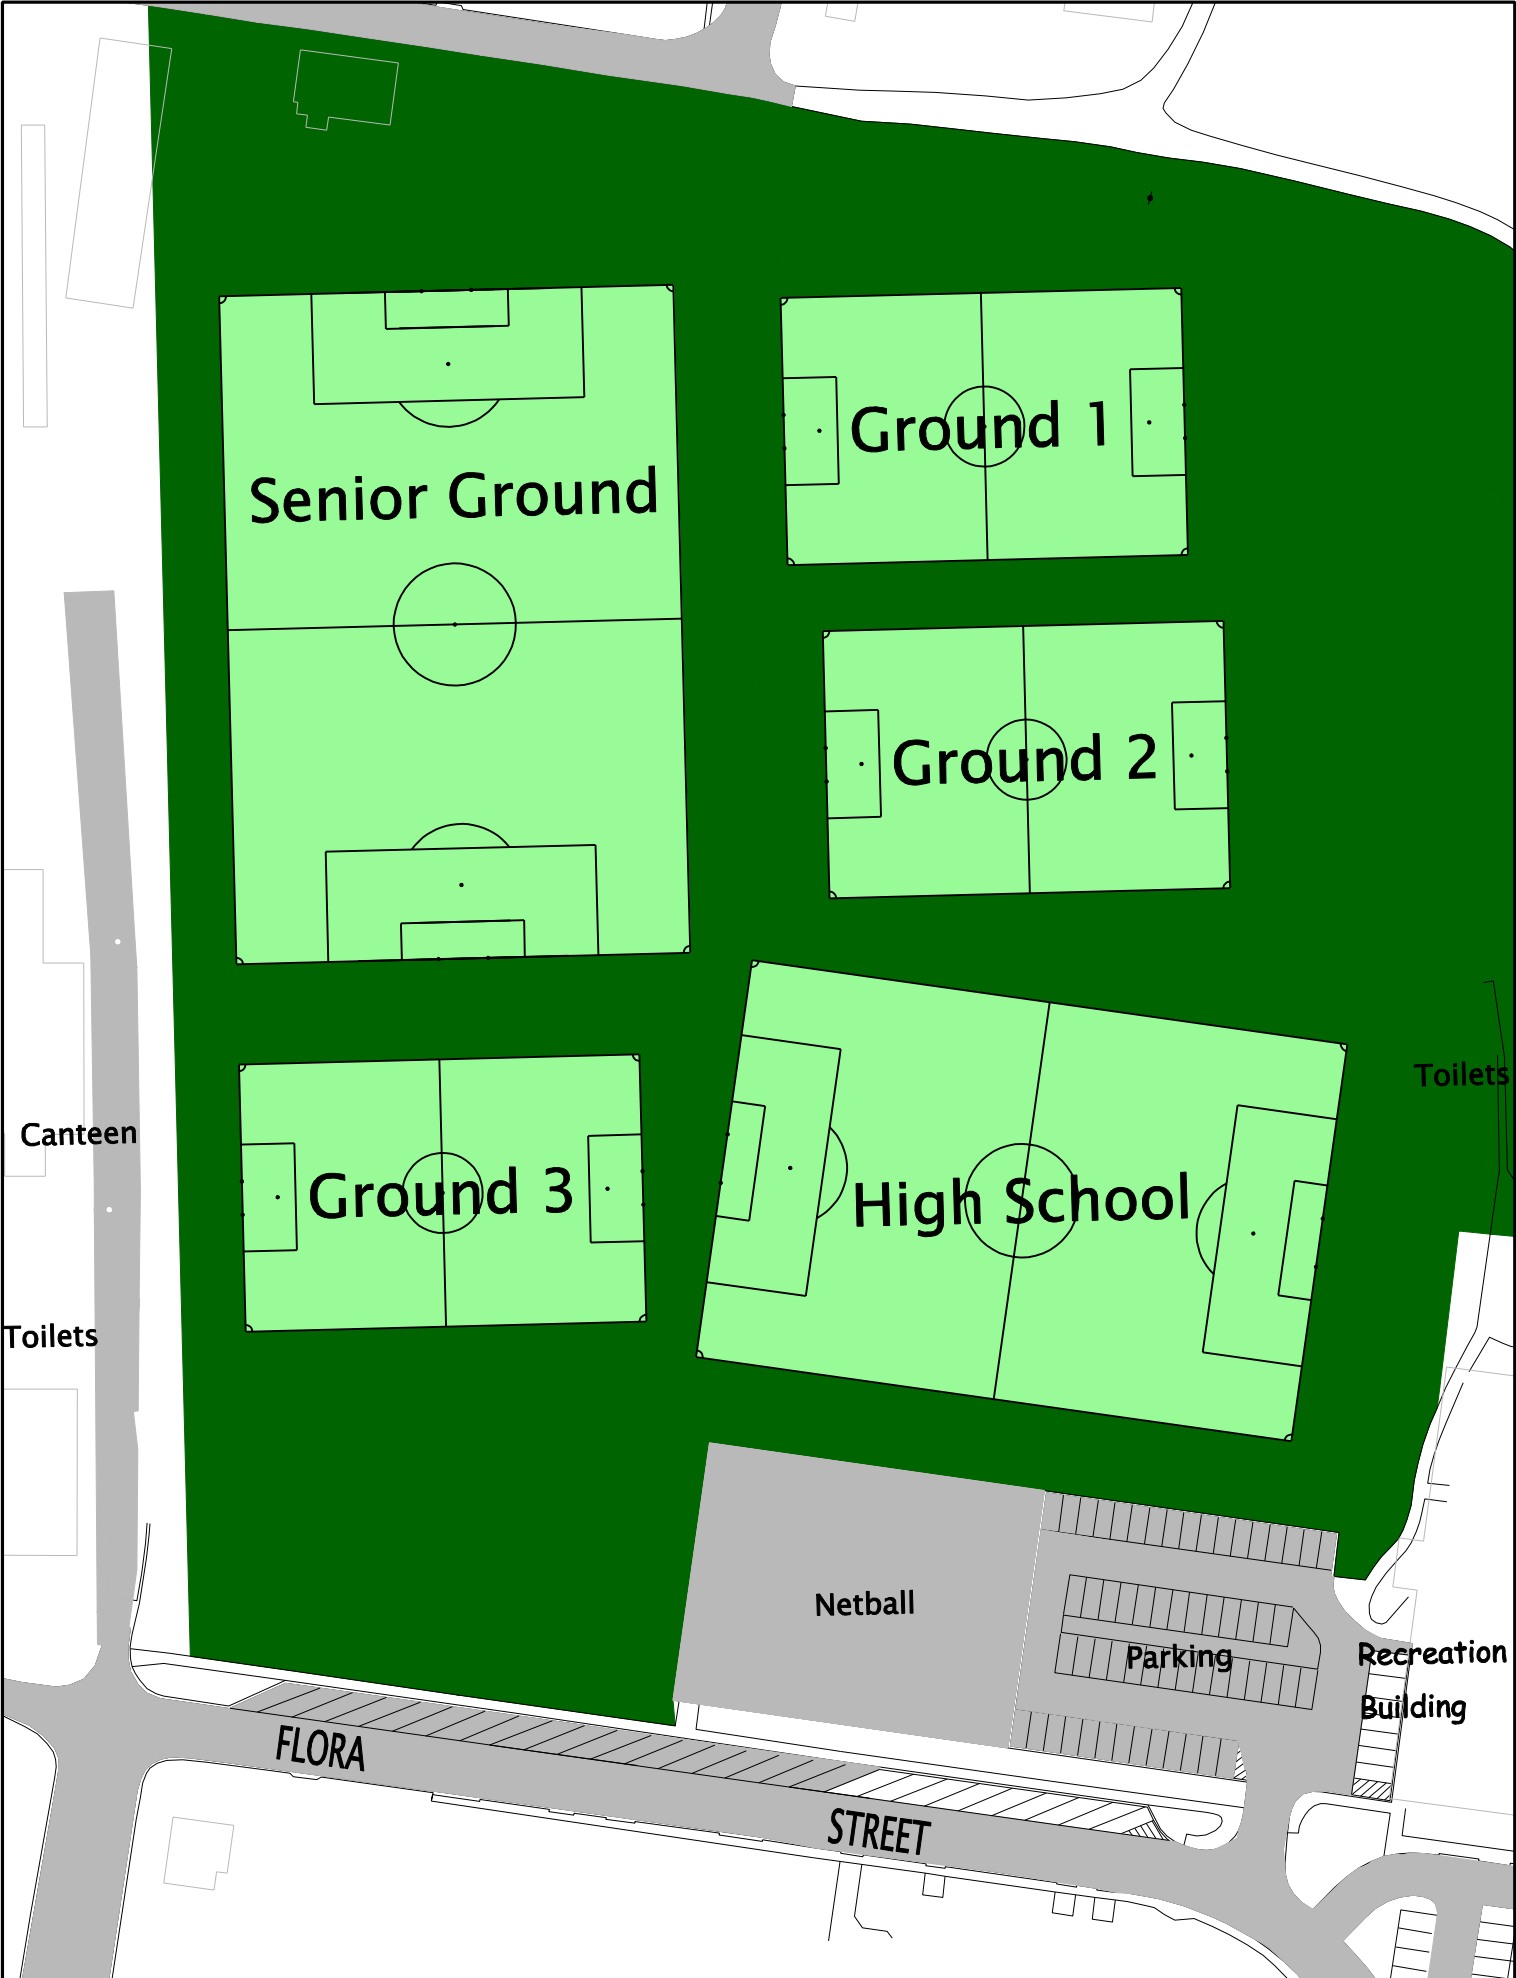 Senior Ground
Ground 1
Ground 2
Toilets
Canteen
Ground 3
High School
Toilets
Netball
Parking
Recreation
Building
FLORA
STREET